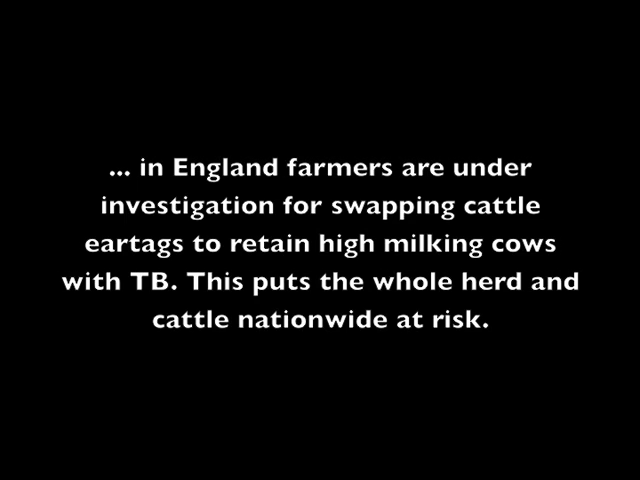 ... in England farmers are under
investigation for swapping cattle
eartags to retain high milking cows
with TB. This puts the whole herd and
cattle nationwide at risk.